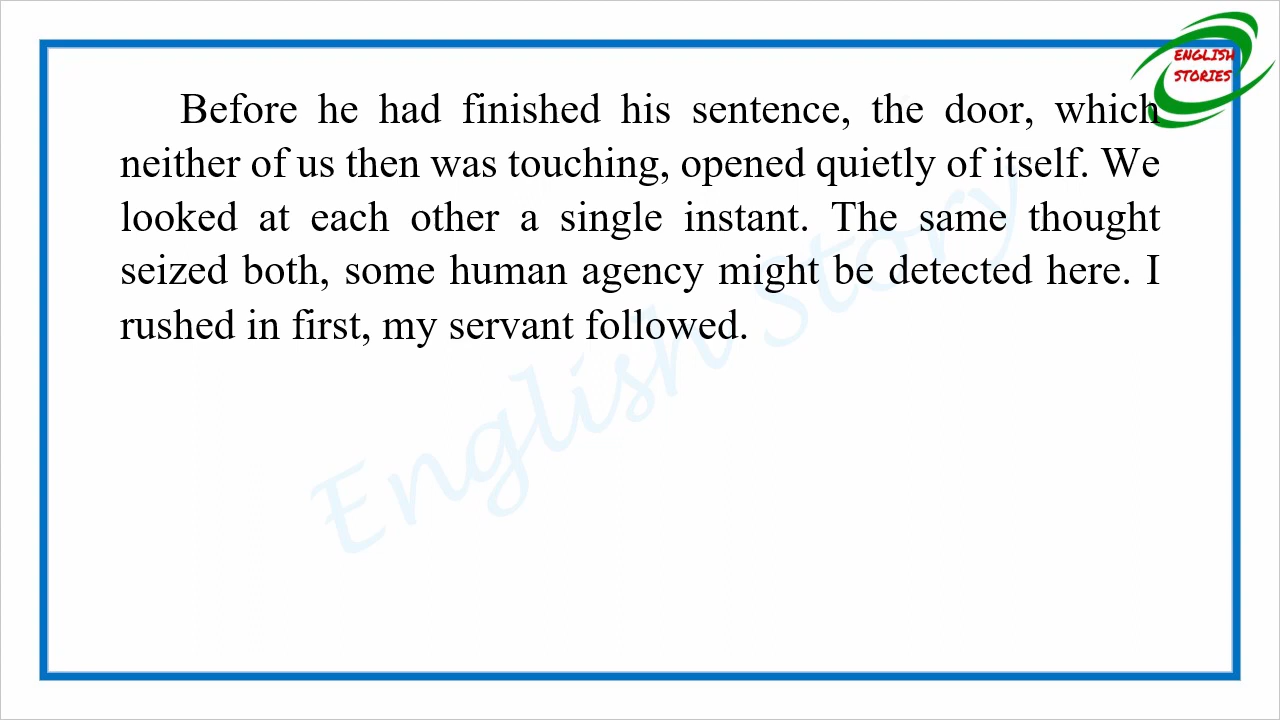 ENGLISH
STORIES
Before he had finished his sentence, the door, which
neither of us then was touching, opened quietly of itself. We
looked at each other a single instant. The same thought
seized both, some human agency might be detected here. I
rushed in first, my servant followed.
English Story